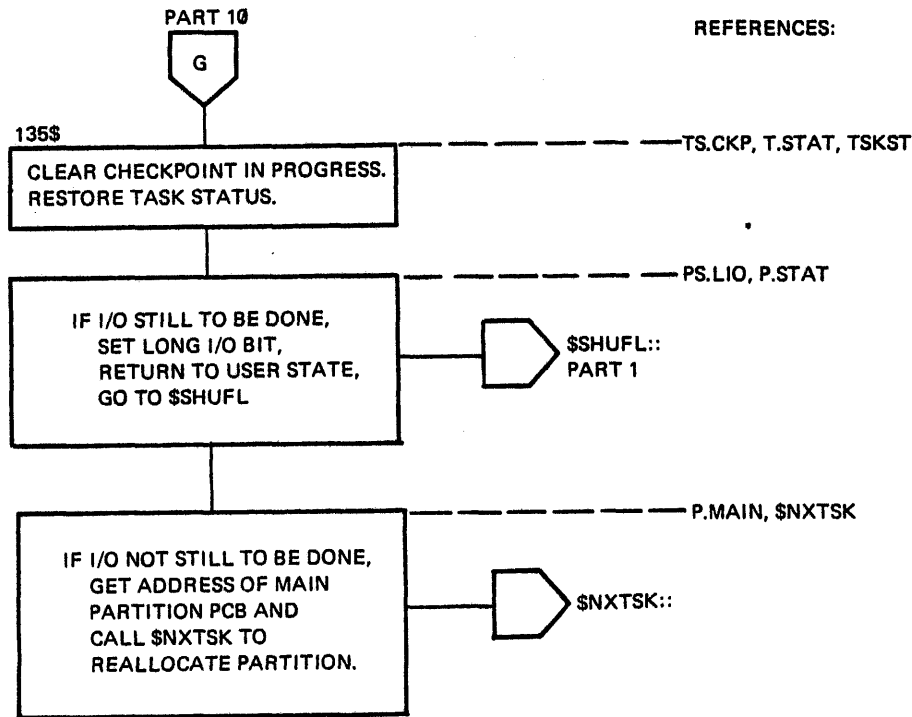 PART 10
REFERENCES:
G
135$
TS.CKP, T.STAT, TSKST
CLEAR CHECKPOINT IN PROGRESS.
RESTORE TASK STATUS.
PS.LIO, P.STAT
IF I/O STILL TO BE DONE,
SET LONG I/O BIT,
RETURN TO USER STATE,
GO TO $SHUFL
$SHUFL::
PART 1
P.MAIN, $NXTSK
IF I/O NOT STILL TO BE DONE,
GET ADDRESS OF MAIN
PARTITION PCB AND
CALL $NXTSK TO
REALLOCATE PARTITION.
$NXTSK::